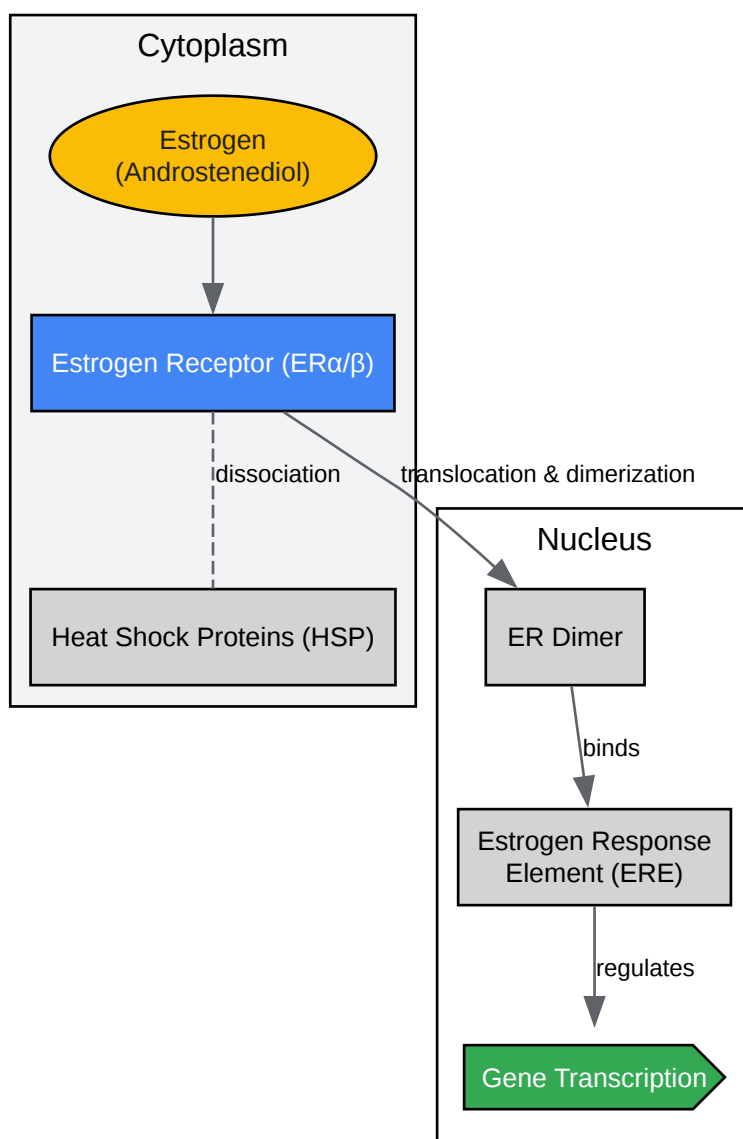 Cytoplasm
Estrogen
(Androstenediol)
Estrogen Receptor (ERα/β)
dissociation
translocation & dimerization
Heat Shock Proteins (HSP)
Nucleus
ER Dimer
binds
Estrogen Response
Element (ERE)
regulates
Gene Transcription